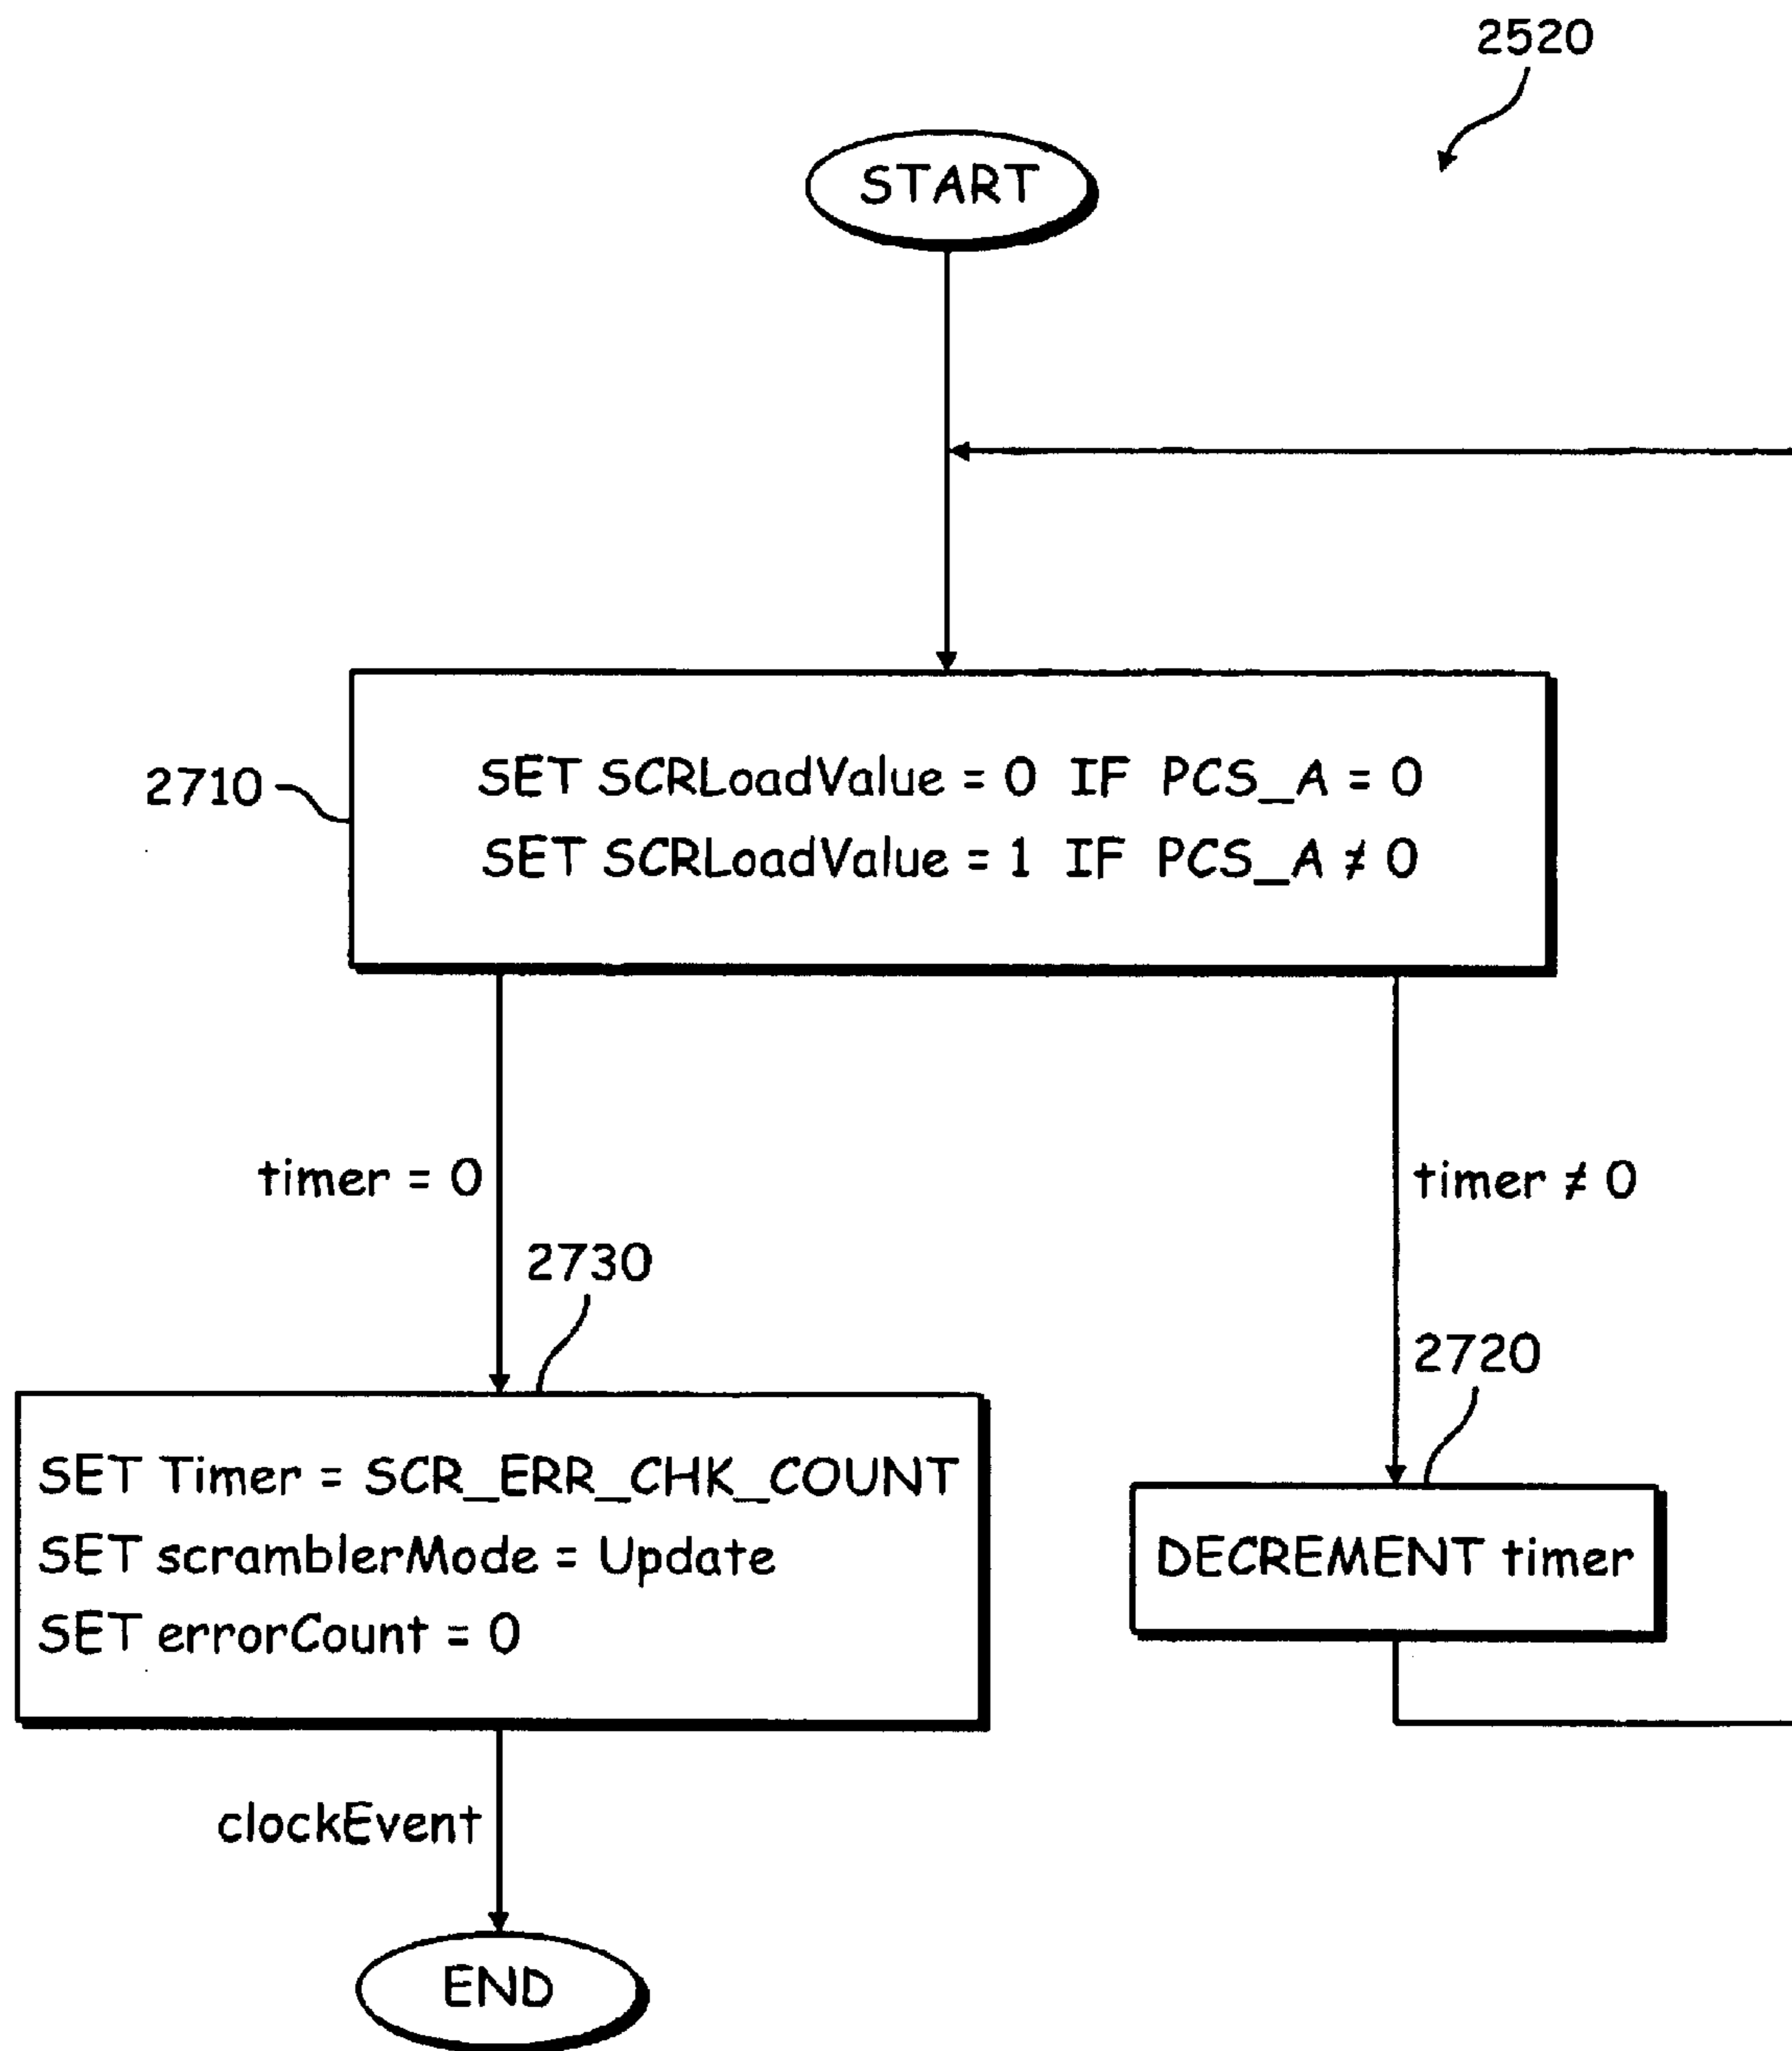 2520
START
2710
SET SCRLoadValue = 0 IF PCS_A = 0
SET SCRLoadValue = 1 IF PCS_A ≠ 0
timer = 0
timer ≠ 0
2730
2720
SET Timer = SCR_ERR_CHK_COUNT
SET scramblerMode = Update
SET errorCount = 0
DECREMENT timer
clockEvent
END